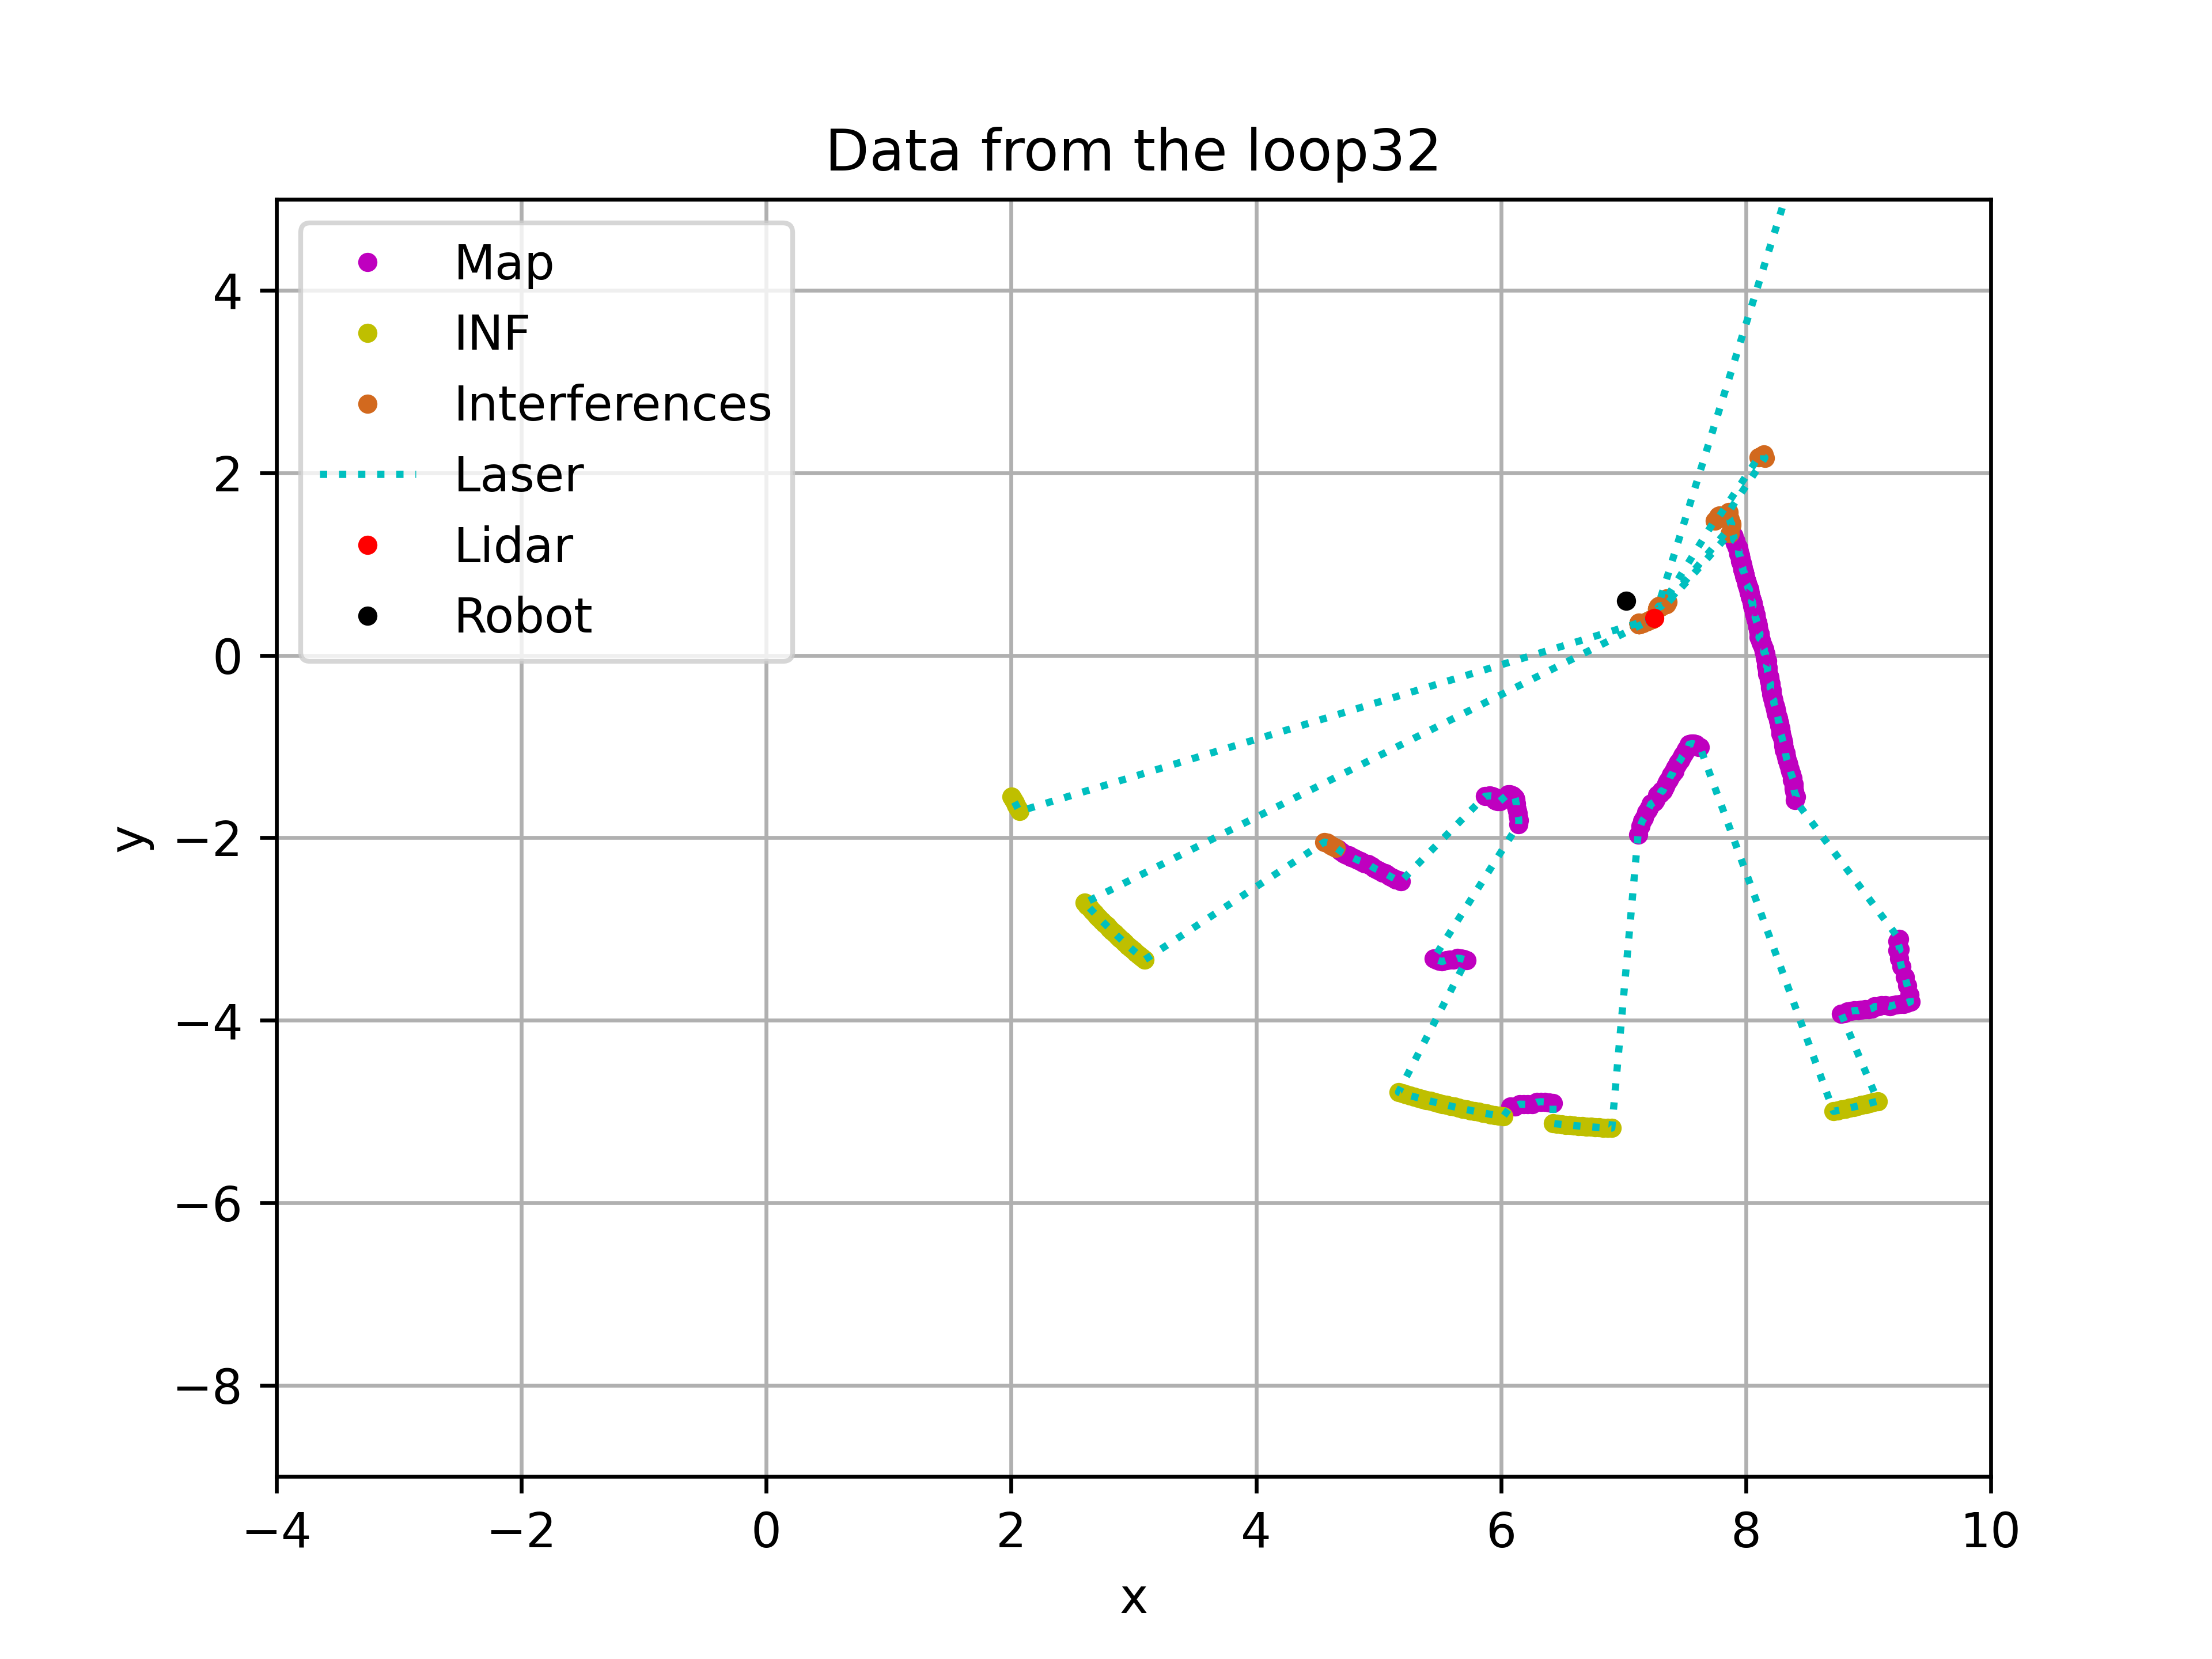 Data from the loop32
Map
INF
Interferences
Laser
Lidar
Robot
4
2
0
−2
−4
−6
−8
y
−4 −2 0 2 4 6 8 10
x